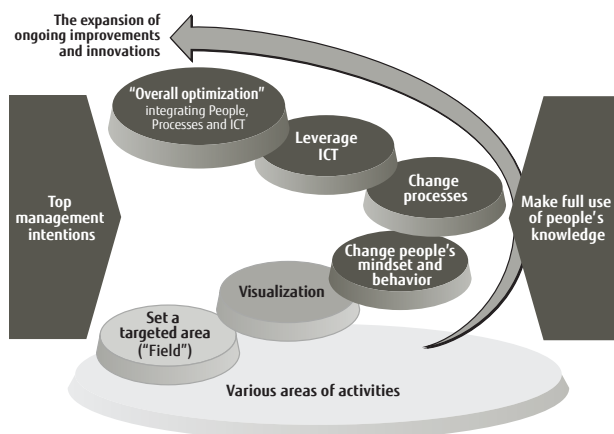 The expansion of
ongoing improvements
and innovations
“Overall optimization”
integrating People,
Processes and ICT
Leverage
ICT
Change
processes
Top
management
intentions
Make full use
of people’s
knowledge
Change people’s
mindset and
behavior
Visualization
Set a
targeted area
(“Field”)
Various areas of activities